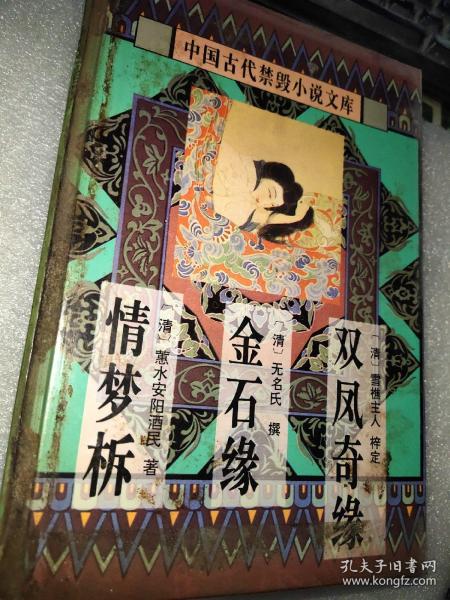 中国古代禁毁小说文库
双凤奇缘
〔清〕雪樵主人 梓定
金石缘
〔清〕无名氏 撰
情梦柝
〔清〕蕙水安阳酒民 著
孔夫子旧书网
www.kongfz.com